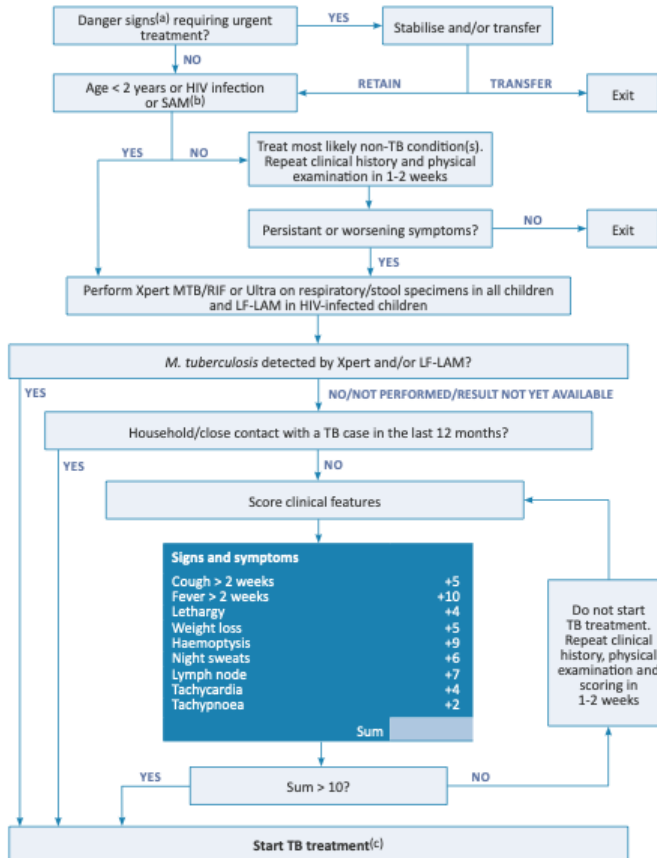 Danger signs(a) requiring urgent
treatment?
YES
Stabilise and/or transfer
NO
RETAIN
TRANSFER
Age < 2 years or HIV infection
or SAM(b)
Exit
YES
NO
Treat most likely non-TB condition(s).
Repeat clinical history and physical
examination in 1-2 weeks
Persistant or worsening symptoms?
NO
Exit
YES
Perform Xpert MTB/RIF or Ultra on respiratory/stool specimens in all children
and LF-LAM in HIV-infected children
M. tuberculosis detected by Xpert and/or LF-LAM?
YES
NO/NOT PERFORMED/RESULT NOT YET AVAILABLE
Household/close contact with a TB case in the last 12 months?
YES
NO
Score clinical features
Signs and symptoms
Cough > 2 weeks +5
Fever > 2 weeks +10
Lethargy +4
Weight loss +5
Haemoptysis +9
Night sweats +6
Lymph node +7
Tachycardia +4
Tachypnoea +2
Sum
Do not start
TB treatment.
Repeat clinical
history, physical
examination and
scoring in
1-2 weeks
YES
Sum > 10?
NO
Start TB treatment(c)